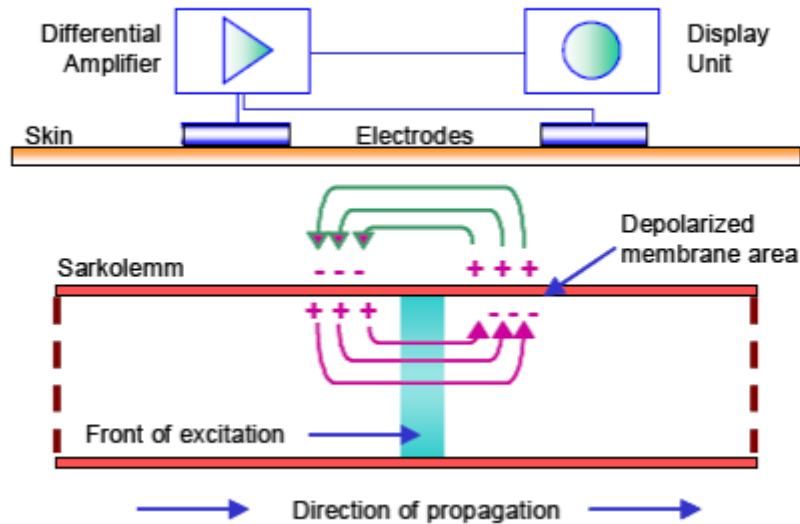 Differential
Amplifier
Display
Unit
Skin
Electrodes
Depolarized
membrane area
Sarkolemm
- - -
+ + +
+ + +
- - -
Front of excitation
Direction of propagation